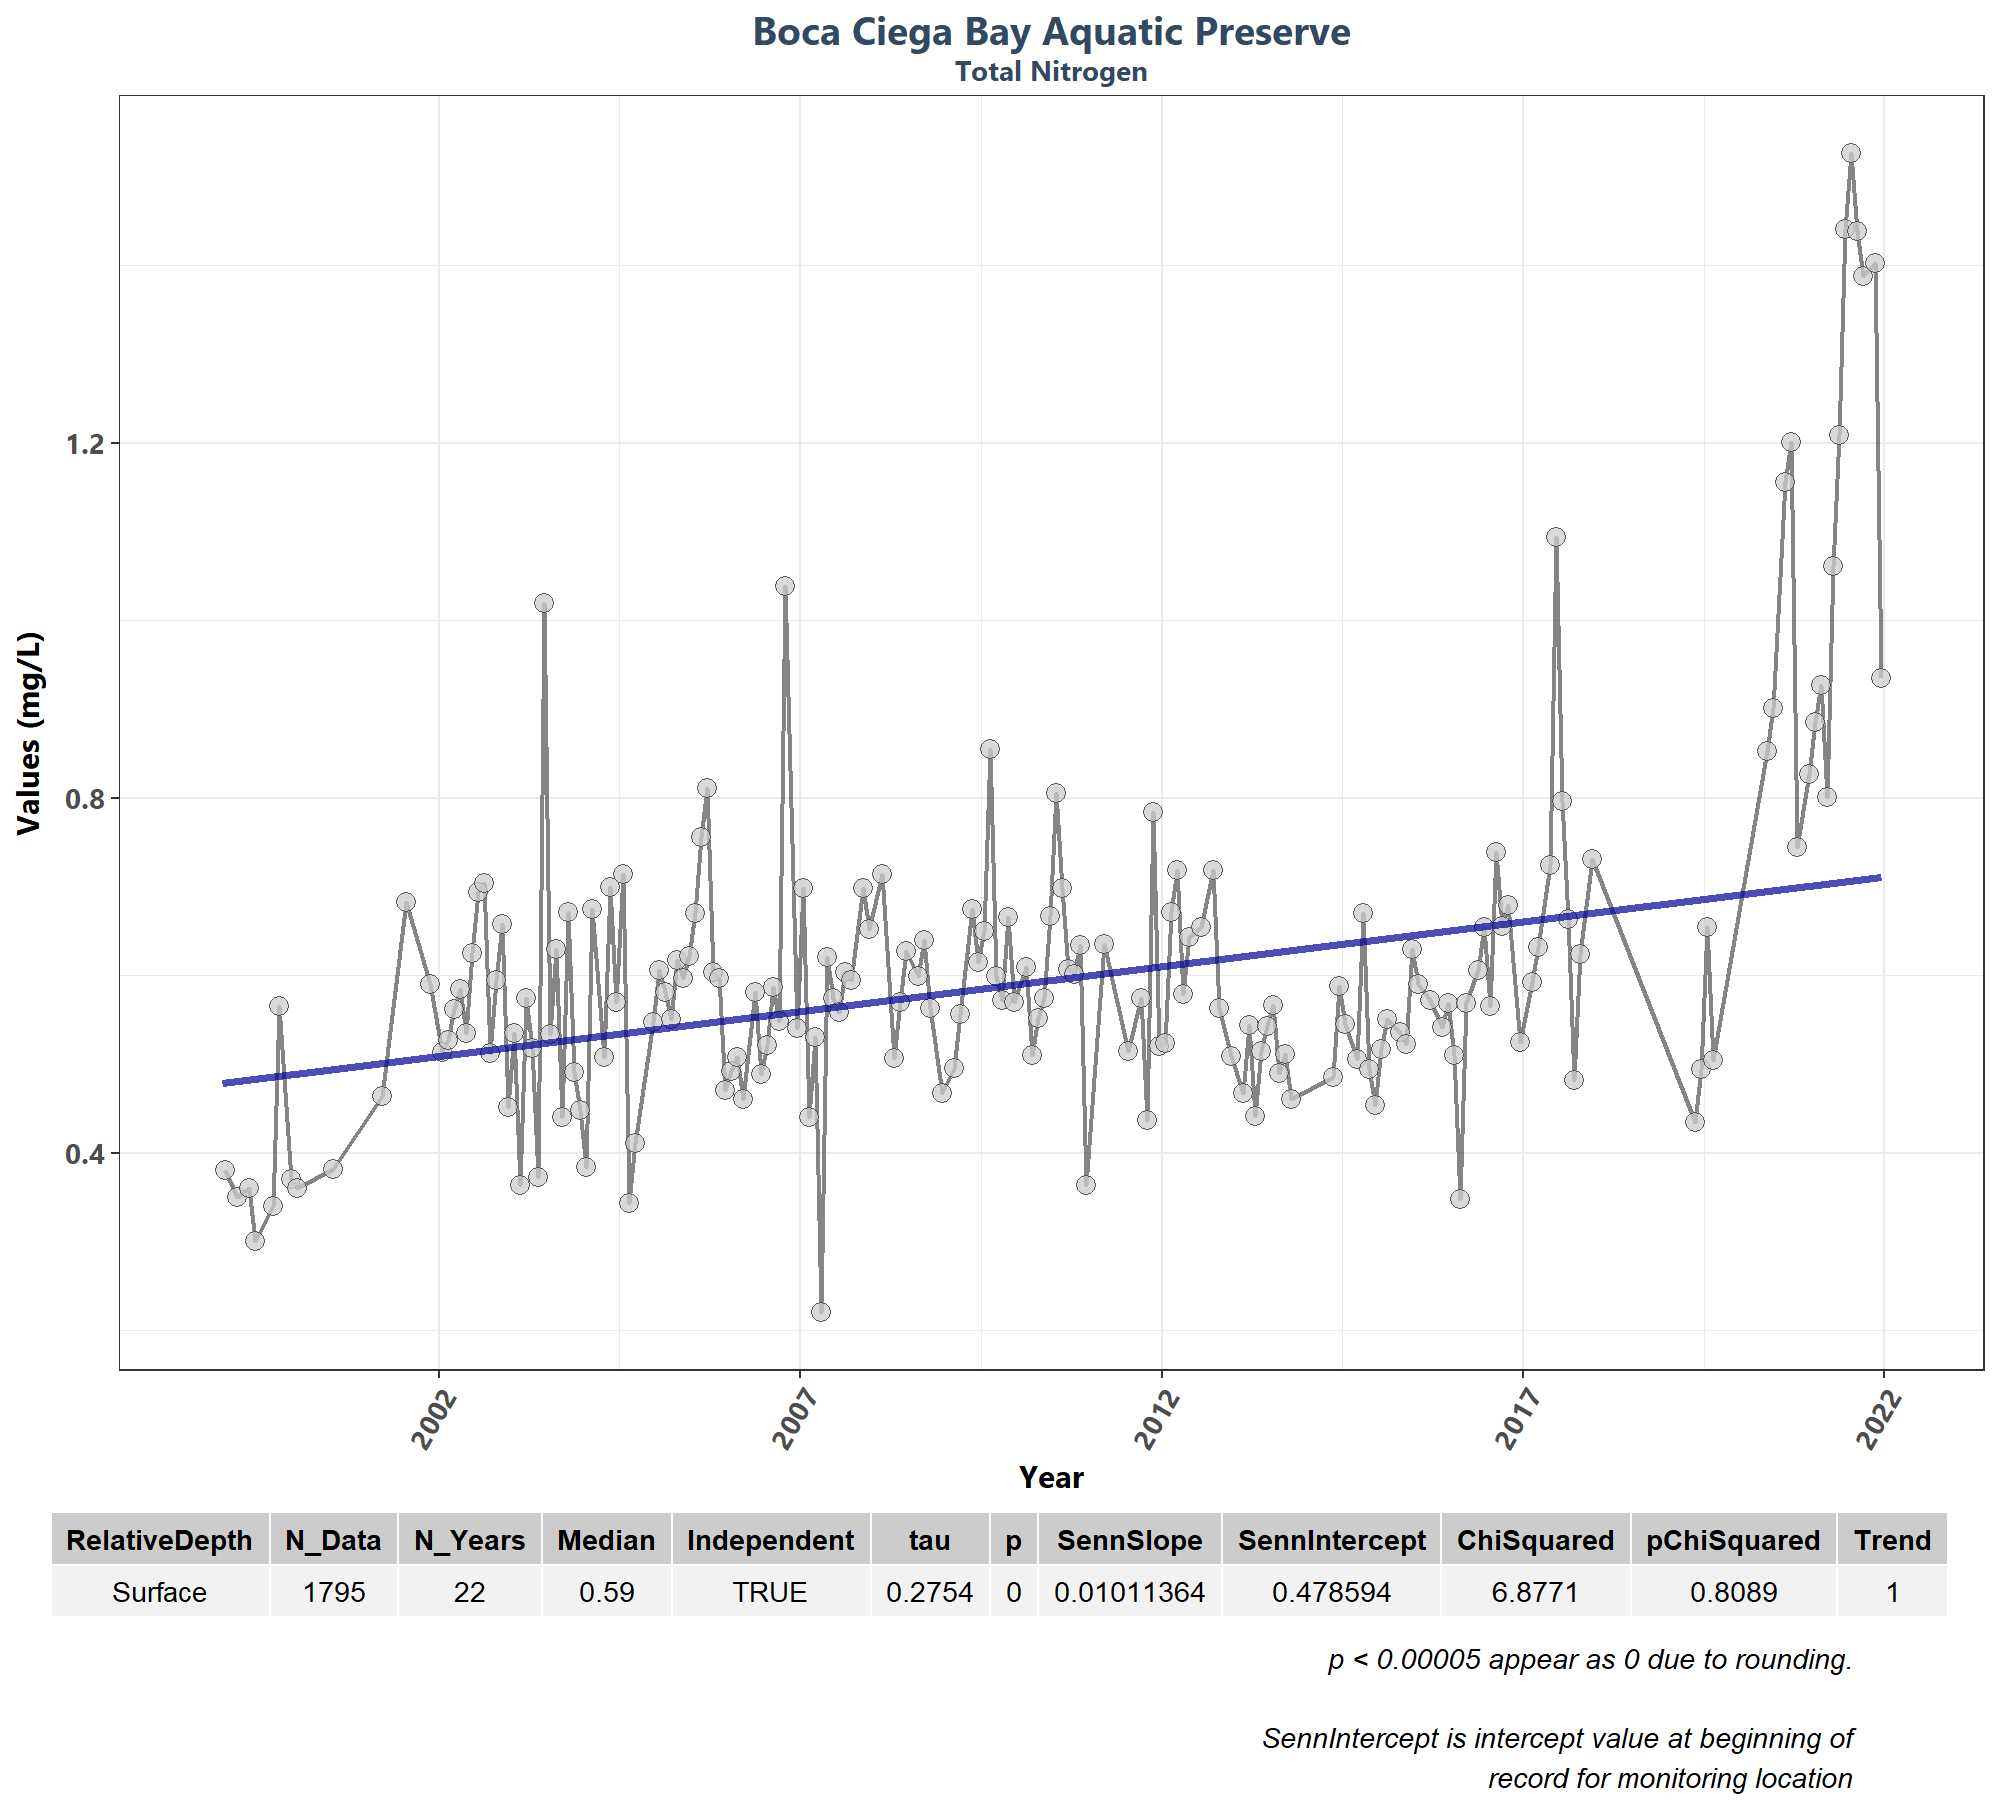 Boca Ciega Bay Aquatic Preserve
Total Nitrogen
Values (mg/L)
1.2
0.8
0.4
2002 2007 2012 2017 2022
Year
RelativeDepth N_Data N_Years Median Independent tau p SennSlope SennIntercept ChiSquared pChiSquared Trend
Surface 1795 22 0.59 TRUE 0.2754 0 0.01011364 0.478594 6.8771 0.8089 1
p < 0.00005 appear as 0 due to rounding.
SennIntercept is intercept value at beginning of
record for monitoring location